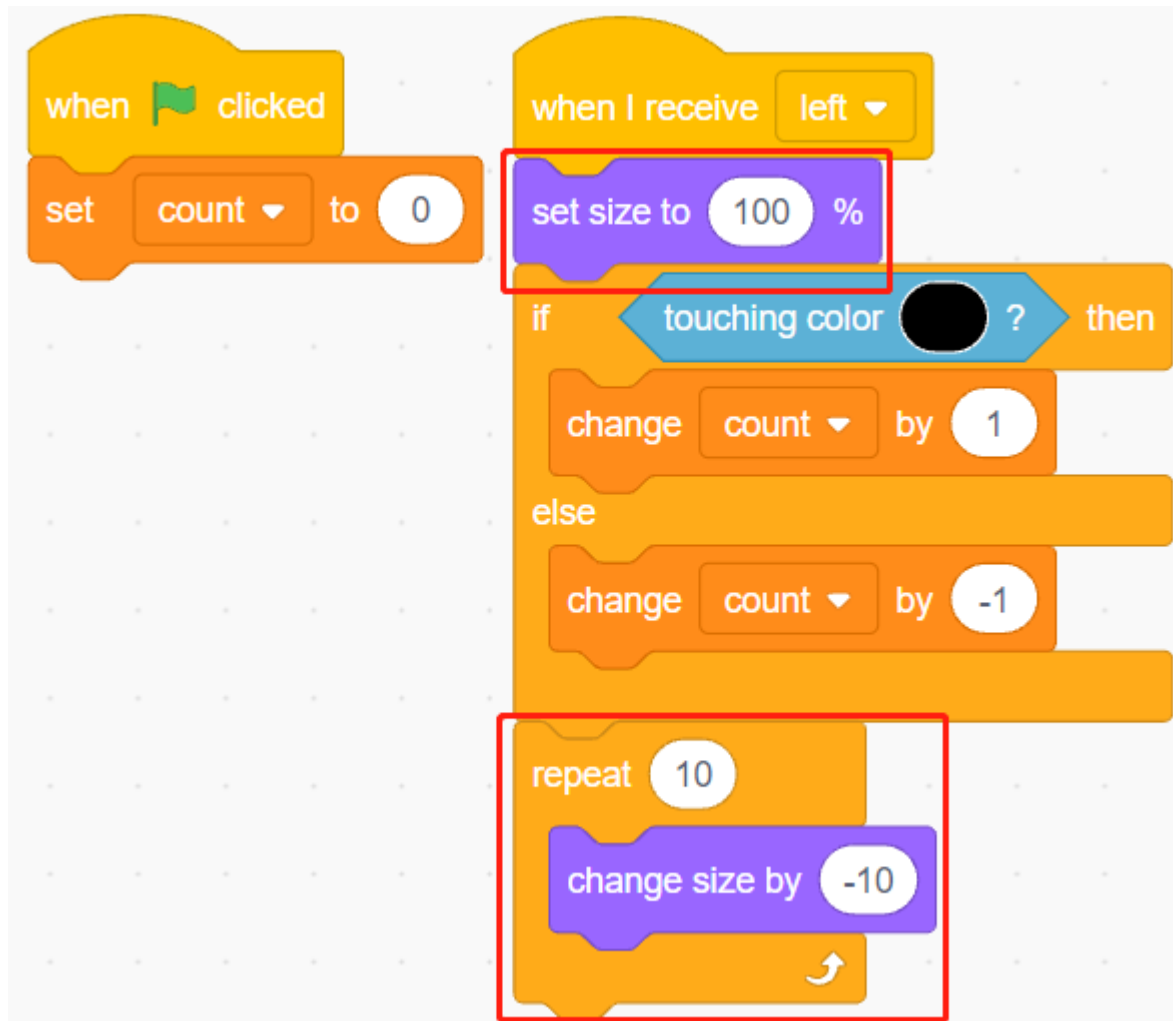 when clicked
set count to 0
when I receive left
set size to 100 %
if touching color ? then
change count by 1
else
change count by -1
repeat 10
change size by -10